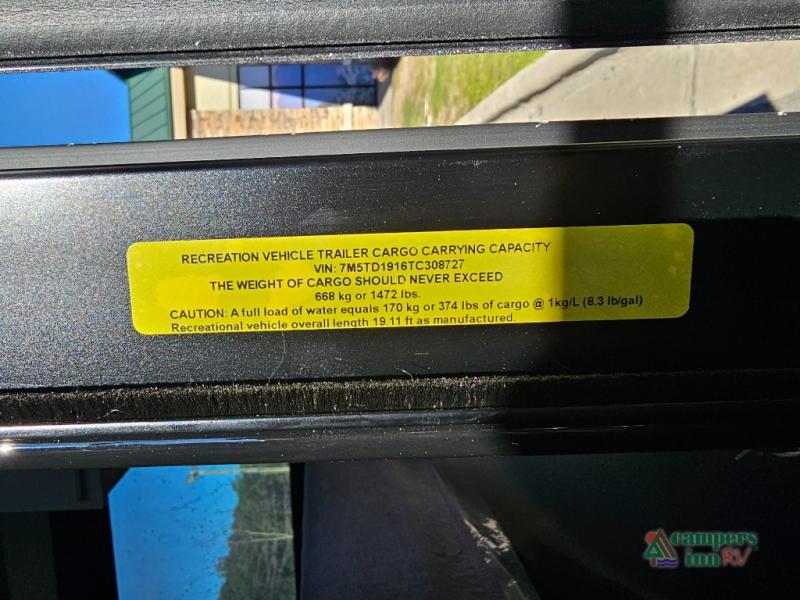 RECREATION VEHICLE TRAILER CARGO CARRYING CAPACITY
VIN: 7M5TD1916TC308727
THE WEIGHT OF CARGO SHOULD NEVER EXCEED
668 kg or 1472 lbs.
CAUTION: A full load of water equals 170 kg or 374 lbs of cargo @ 1kg/L (8.3 lb/gal)
Recreational vehicle overall length 19.11 ft as manufactured.
campers
inn RV